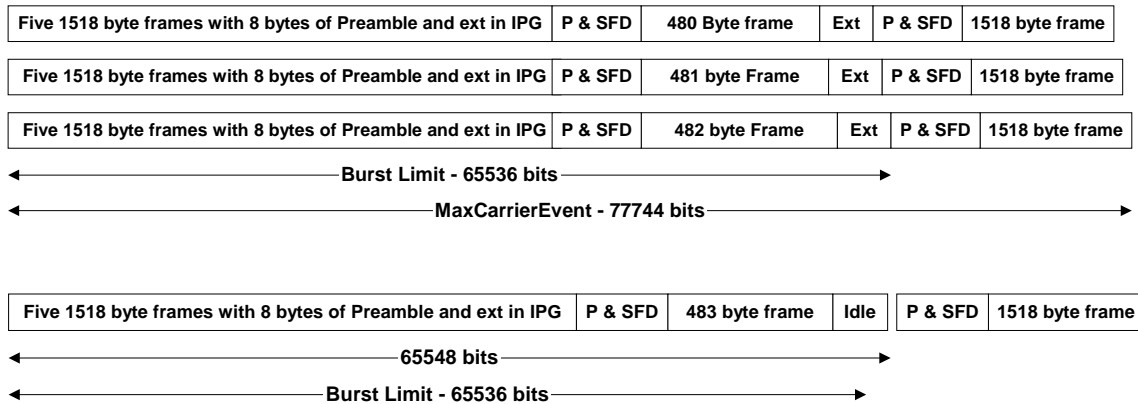 Five 1518 byte frames with 8 bytes of Preamble and ext in IPG P & SFD 480 Byte frame Ext P & SFD 1518 byte frame
Five 1518 byte frames with 8 bytes of Preamble and ext in IPG P & SFD 481 byte Frame Ext P & SFD 1518 byte frame
Five 1518 byte frames with 8 bytes of Preamble and ext in IPG P & SFD 482 byte Frame Ext P & SFD 1518 byte frame
Burst Limit - 65536 bits
MaxCarrierEvent - 77744 bits
Five 1518 byte frames with 8 bytes of Preamble and ext in IPG P & SFD 483 byte frame Idle P & SFD 1518 byte frame
65548 bits
Burst Limit - 65536 bits